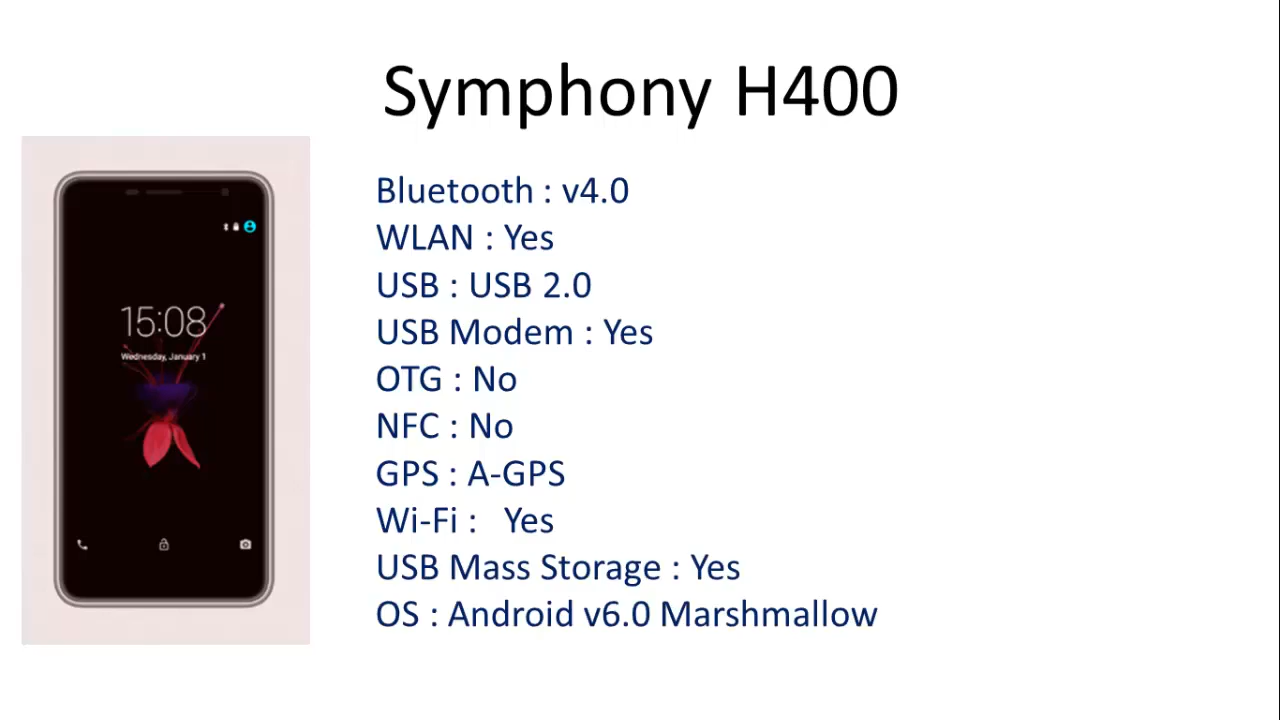 Symphony H400
15:08
Wednesday, January 1
Bluetooth : v4.0
WLAN : Yes
USB : USB 2.0
USB Modem : Yes
OTG : No
NFC : No
GPS : A-GPS
Wi-Fi :   Yes
USB Mass Storage : Yes
OS : Android v6.0 Marshmallow